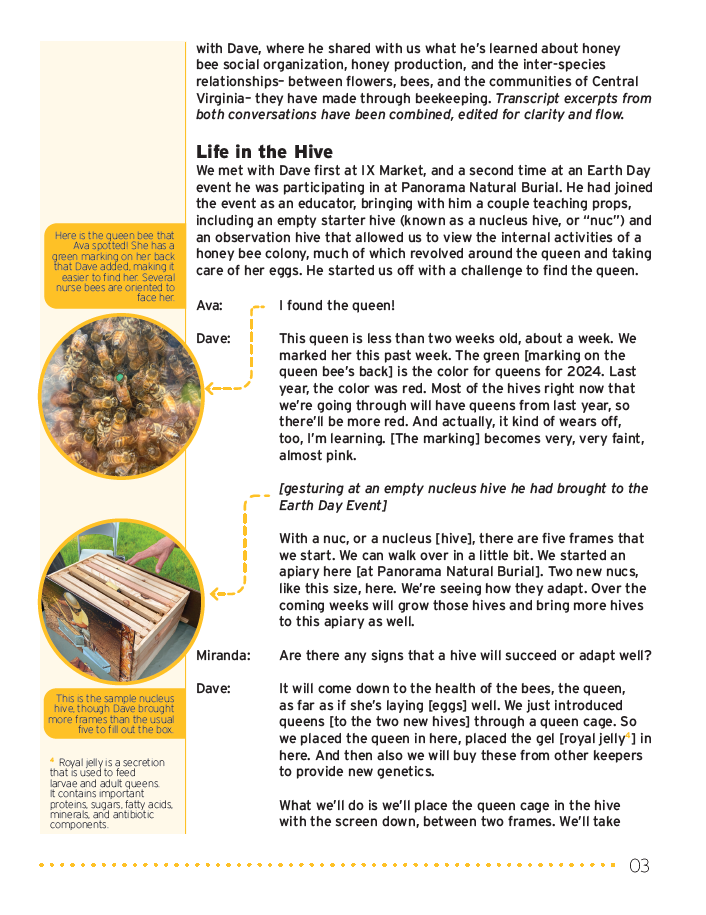 with Dave, where he shared with us what he's learned about honey
bee social organization, honey production, and the inter-species
relationships– between flowers, bees, and the communities of Central
Virginia– they have made through beekeeping. Transcript excerpts from
both conversations have been combined, edited for clarity and flow.
Life in the Hive
We met with Dave first at IX Market, and a second time at an Earth Day
event he was participating in at Panorama Natural Burial. He had joined
the event as an educator, bringing with him a couple teaching props,
including an empty starter hive (known as a nucleus hive, or "nuc") and
an observation hive that allowed us to view the internal activities of a
honey bee colony, much of which revolved around the queen and taking
care of her eggs. He started us off with a challenge to find the queen.
Here is the queen bee that
Ava spotted! She has a
green marking on her back
that Dave added, making it
easier to find her. Several
nurse bees are oriented to
face her.
Ava: I found the queen!
Dave: This queen is less than two weeks old, about a week. We
marked her this past week. The green [marking on the
queen bee's back] is the color for queens for 2024. Last
year, the color was red. Most of the hives right now that
we're going through will have queens from last year, so
there'll be more red. And actually, it kind of wears off,
too, I'm learning. [The marking] becomes very, very faint,
almost pink.
[gesturing at an empty nucleus hive he had brought to the
Earth Day Event]
With a nuc, or a nucleus [hive], there are five frames that
we start. We can walk over in a little bit. We started an
apiary here [at Panorama Natural Burial]. Two new nucs,
like this size, here. We're seeing how they adapt. Over the
coming weeks will grow those hives and bring more hives
to this apiary as well.
Miranda: Are there any signs that a hive will succeed or adapt well?
Dave: It will come down to the health of the bees, the queen,
as far as if she's laying [eggs] well. We just introduced
queens [to the two new hives] through a queen cage. So
we placed the queen in here, placed the gel [royal jelly⁴] in
here. And then also we will buy these from other keepers
to provide new genetics.
What we'll do is we'll place the queen cage in the hive
with the screen down, between two frames. We'll take
This is the sample nucleus
hive, though Dave brought
more frames than the usual
five to fill out the box.
⁴ Royal jelly is a secretion
that is used to feed
larvae and adult queens.
It contains important
proteins, sugars, fatty acids,
minerals, and antibiotic
components.
03